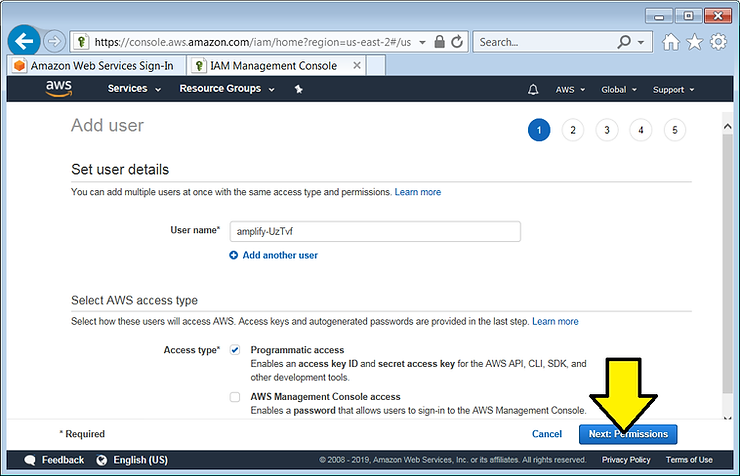 https://console.aws.amazon.com/iam/home?region=us-east-2#/us
Search...
Amazon Web Services Sign-In
IAM Management Console
aws
Services
Resource Groups
AWS
Global
Support
Add user
1 2 3 4 5
Set user details
You can add multiple users at once with the same access type and permissions. Learn more
User name*
amplify-UzTvf
Add another user
Select AWS access type
Select how these users will access AWS. Access keys and autogenerated passwords are provided in the last step. Learn more
Access type*
Programmatic access
Enables an access key ID and secret access key for the AWS API, CLI, SDK, and
other development tools.
AWS Management Console access
Enables a password that allows users to sign-in to the AWS Management Console.
* Required
Cancel
Next: Permissions
Feedback
English (US)
© 2008 - 2019, Amazon Web Services, Inc. or its affiliates. All rights reserved.
Privacy Policy
Terms of Use